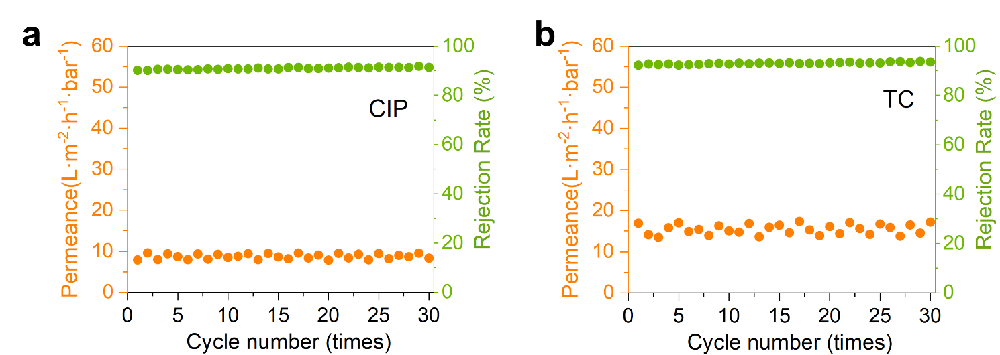 a
CIP
60
50
40
30
20
10
0
100
80
60
40
20
0
0 5 10 15 20 25 30
Permeance(L·m⁻²·h⁻¹·bar⁻¹)
Rejection Rate (%)
Cycle number (times)
b
TC
60
50
40
30
20
10
0
100
80
60
40
20
0
0 5 10 15 20 25 30
Permeance(L·m⁻²·h⁻¹·bar⁻¹)
Rejection Rate (%)
Cycle number (times)